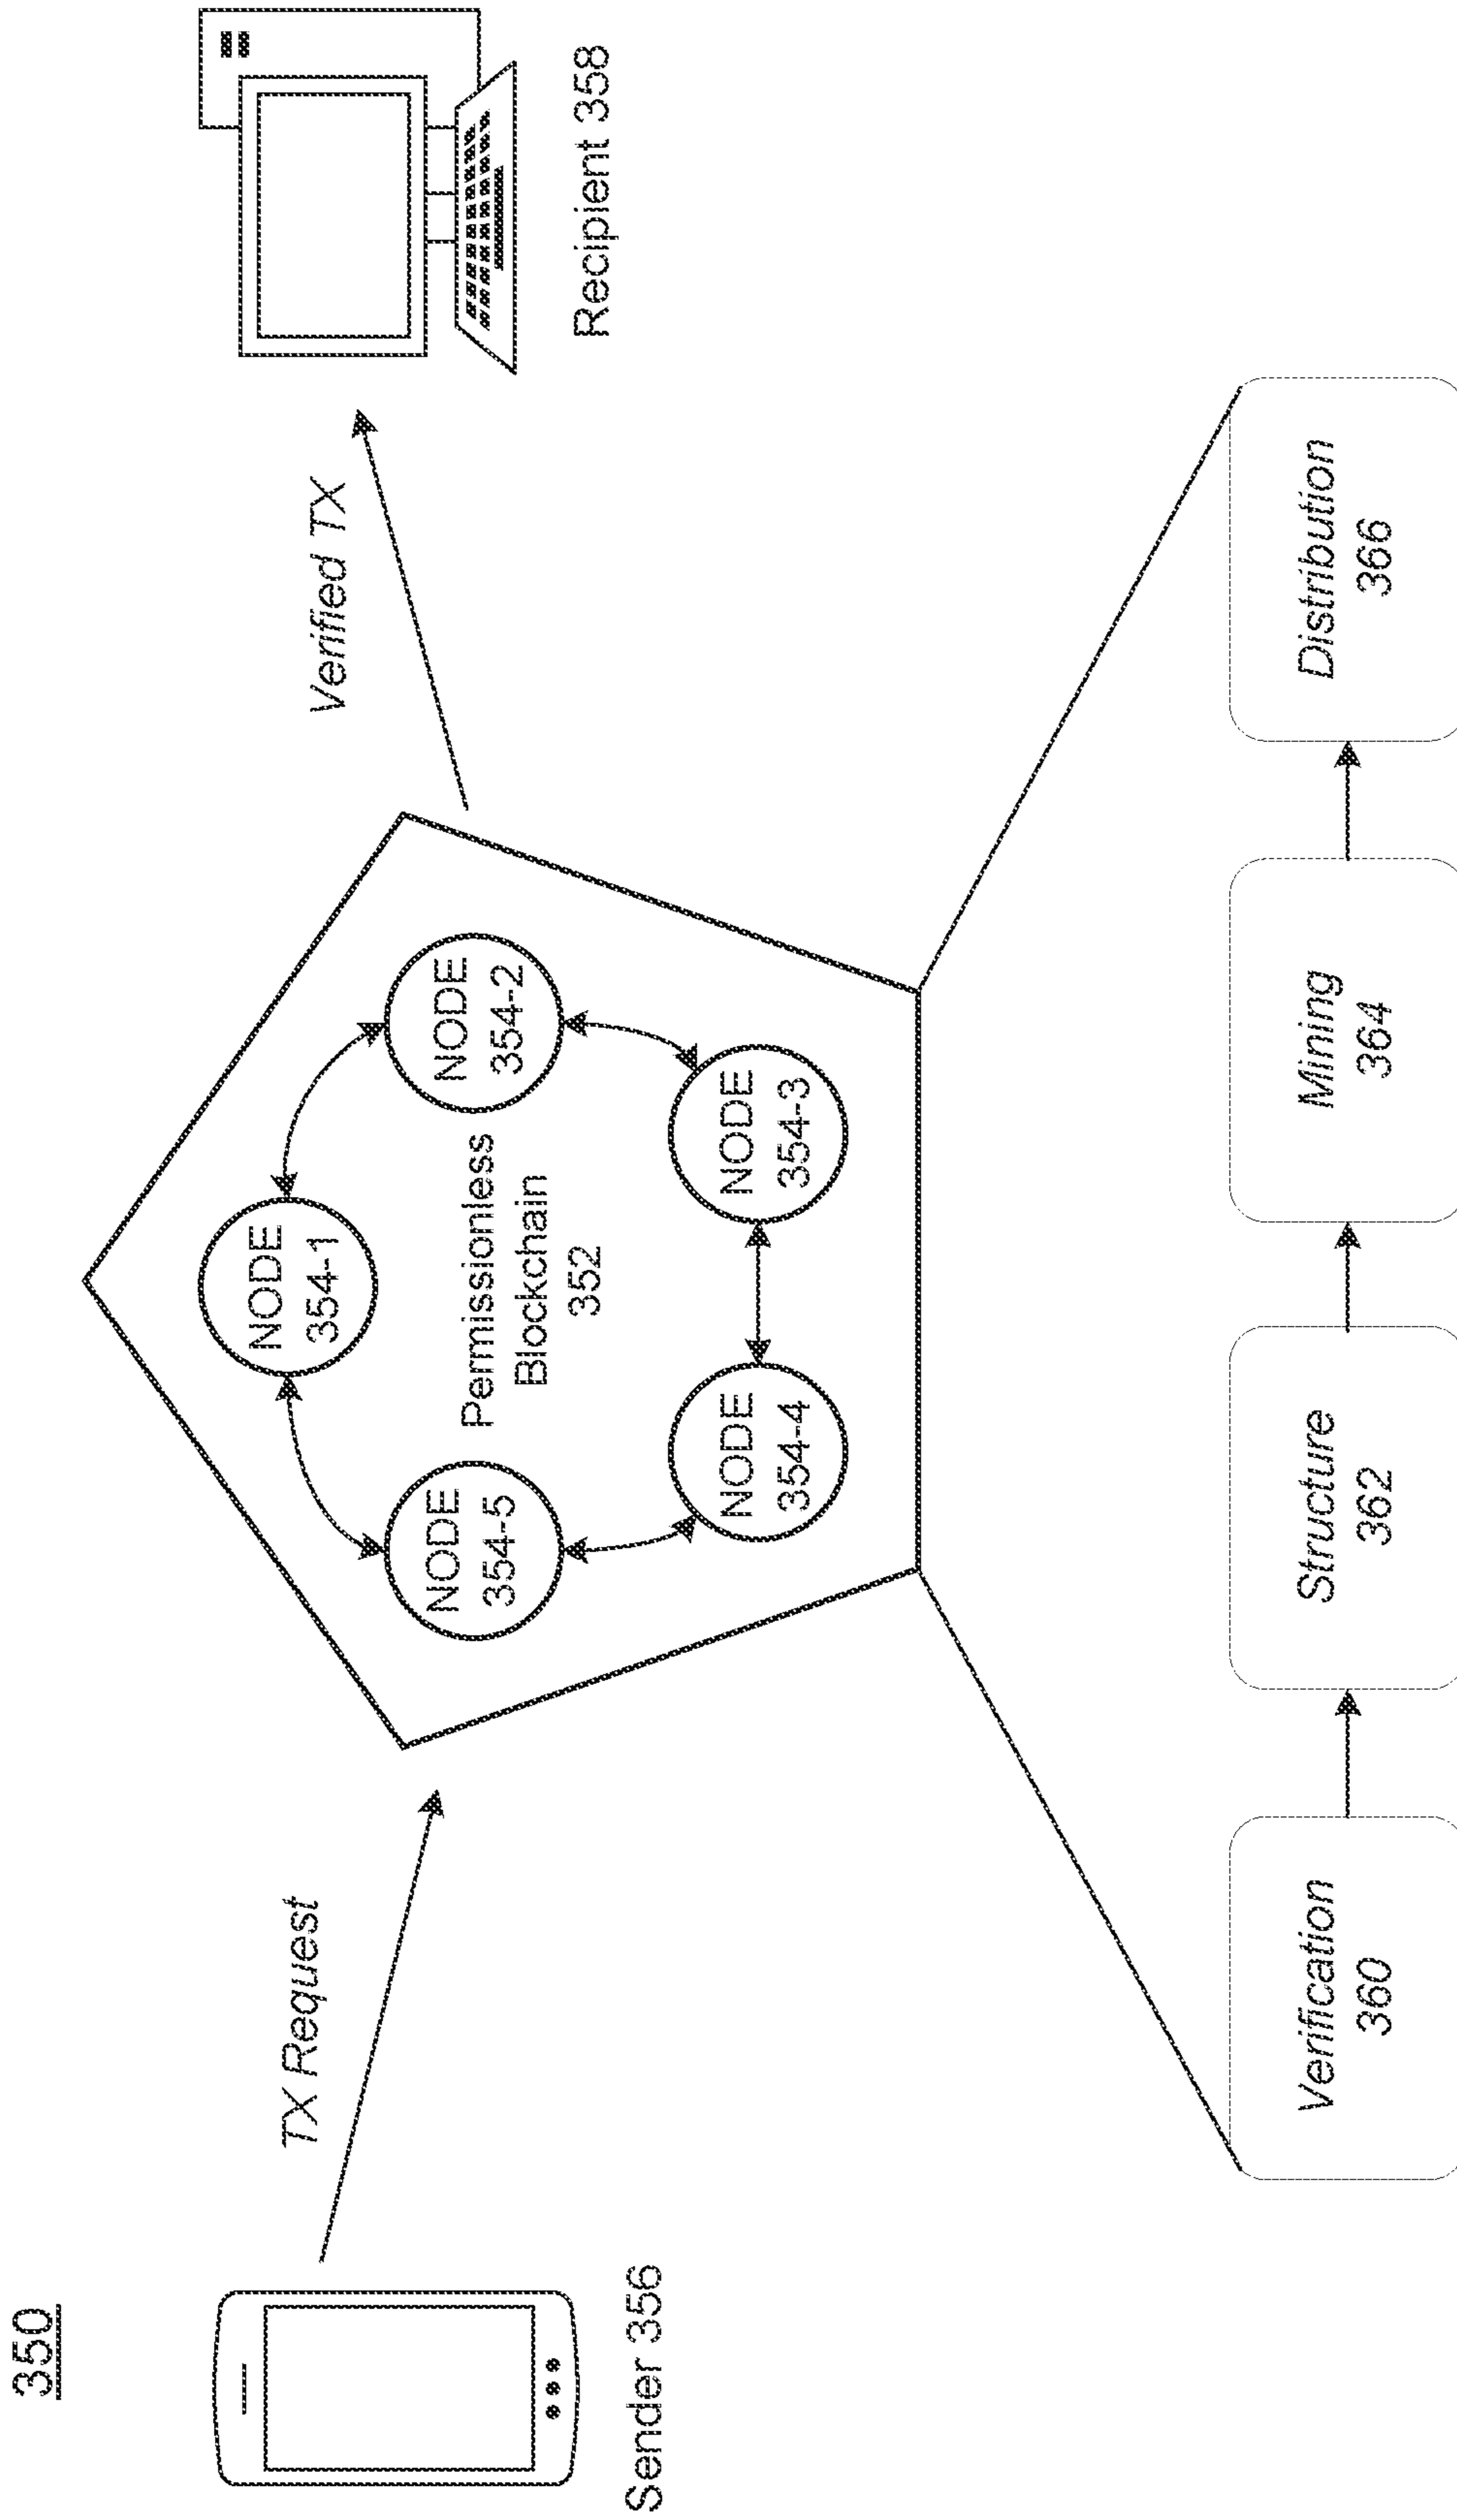 350
Sender 356
TX Request
NODE
354-1
NODE
354-2
NODE
354-3
NODE
354-4
NODE
354-5
Permissionless
Blockchain
352
Verified TX
Recipient 358
Verification
360
Structure
362
Mining
364
Distribution
366